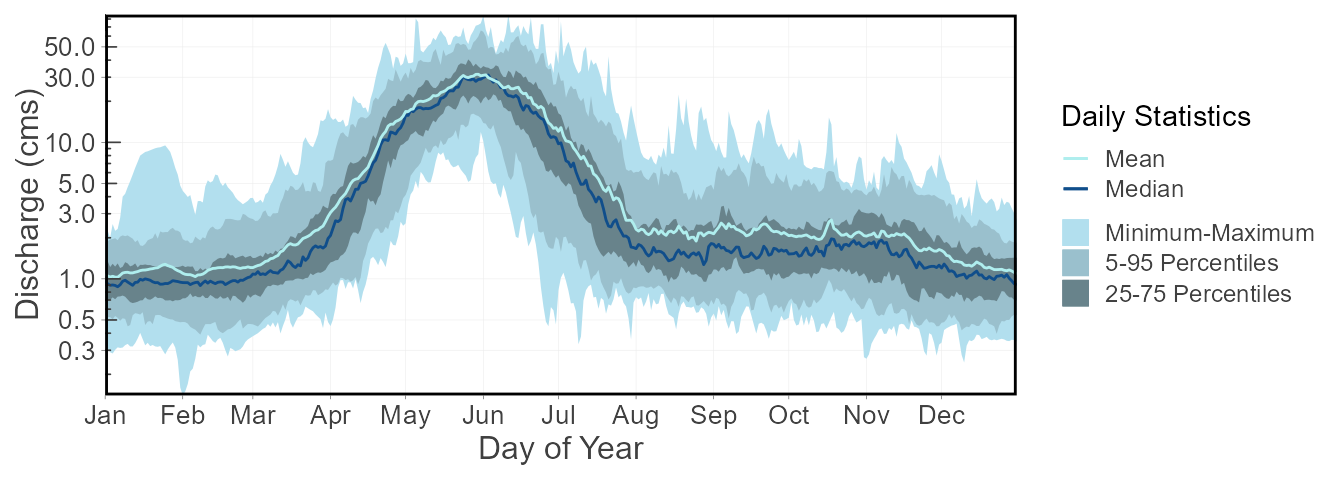 Discharge (cms)
50.0
30.0
10.0
5.0
3.0
1.0
0.5
0.3
Jan Feb Mar Apr May Jun Jul Aug Sep Oct Nov Dec
Day of Year
Daily Statistics
Mean
Median
Minimum-Maximum
5-95 Percentiles
25-75 Percentiles